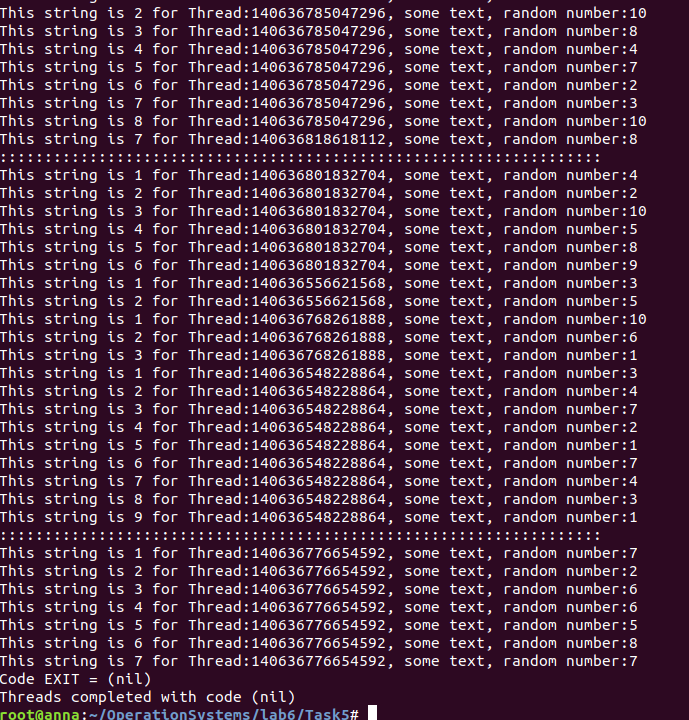 This string is 2 for Thread:140636785047296, some text, random number:10
This string is 3 for Thread:140636785047296, some text, random number:8
This string is 4 for Thread:140636785047296, some text, random number:4
This string is 5 for Thread:140636785047296, some text, random number:7
This string is 6 for Thread:140636785047296, some text, random number:2
This string is 7 for Thread:140636785047296, some text, random number:3
This string is 8 for Thread:140636785047296, some text, random number:10
This string is 7 for Thread:140636818618112, some text, random number:8
:::::::::::::::::::::::::::::::::::::::::::::::::::::::::::::::::::
This string is 1 for Thread:140636801832704, some text, random number:4
This string is 2 for Thread:140636801832704, some text, random number:2
This string is 3 for Thread:140636801832704, some text, random number:10
This string is 4 for Thread:140636801832704, some text, random number:5
This string is 5 for Thread:140636801832704, some text, random number:8
This string is 6 for Thread:140636801832704, some text, random number:9
This string is 1 for Thread:140636556621568, some text, random number:3
This string is 2 for Thread:140636556621568, some text, random number:5
This string is 1 for Thread:140636768261888, some text, random number:10
This string is 2 for Thread:140636768261888, some text, random number:6
This string is 3 for Thread:140636768261888, some text, random number:1
This string is 1 for Thread:140636548228864, some text, random number:3
This string is 2 for Thread:140636548228864, some text, random number:4
This string is 3 for Thread:140636548228864, some text, random number:7
This string is 4 for Thread:140636548228864, some text, random number:2
This string is 5 for Thread:140636548228864, some text, random number:1
This string is 6 for Thread:140636548228864, some text, random number:7
This string is 7 for Thread:140636548228864, some text, random number:4
This string is 8 for Thread:140636548228864, some text, random number:3
This string is 9 for Thread:140636548228864, some text, random number:1
:::::::::::::::::::::::::::::::::::::::::::::::::::::::::::::::::::
This string is 1 for Thread:140636776654592, some text, random number:7
This string is 2 for Thread:140636776654592, some text, random number:2
This string is 3 for Thread:140636776654592, some text, random number:6
This string is 4 for Thread:140636776654592, some text, random number:6
This string is 5 for Thread:140636776654592, some text, random number:5
This string is 6 for Thread:140636776654592, some text, random number:8
This string is 7 for Thread:140636776654592, some text, random number:7
Code EXIT = (nil)
Threads completed with code (nil)
root@anna:~/OperationSystems/lab6/Task5#